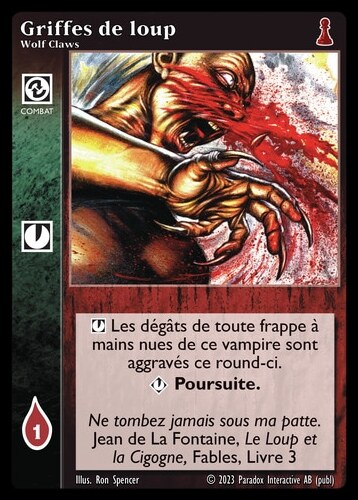 Griffes de loup
Wolf Claws
COMBAT
Les dégâts de toute frappe à
mains nues de ce vampire sont
aggravés ce round-ci.
Poursuite.
1
Ne tombez jamais sous ma patte.
Jean de La Fontaine, Le Loup et
la Cigogne, Fables, Livre 3
Illus. Ron Spencer
© 2023 Paradox Interactive AB (publ)